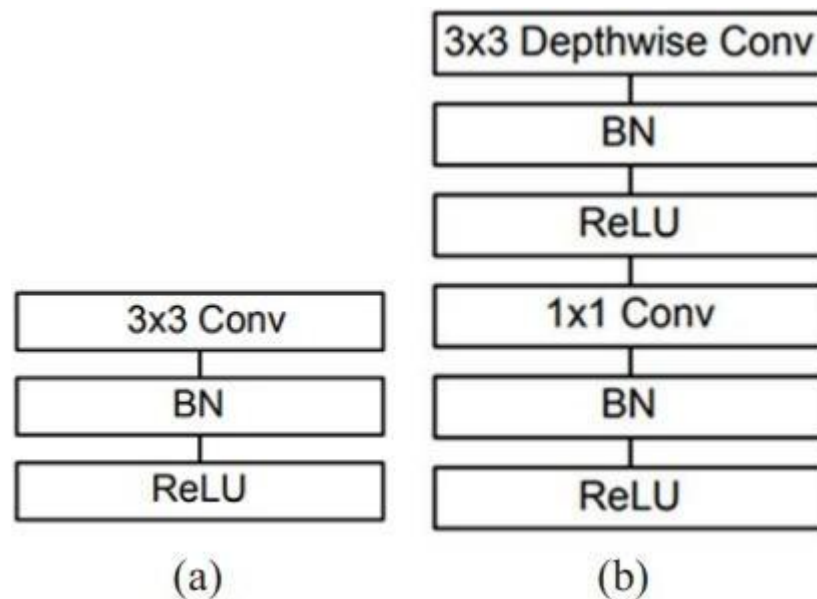 3x3 Conv
BN
ReLU
(a)
3x3 Depthwise Conv
BN
ReLU
1x1 Conv
BN
ReLU
(b)